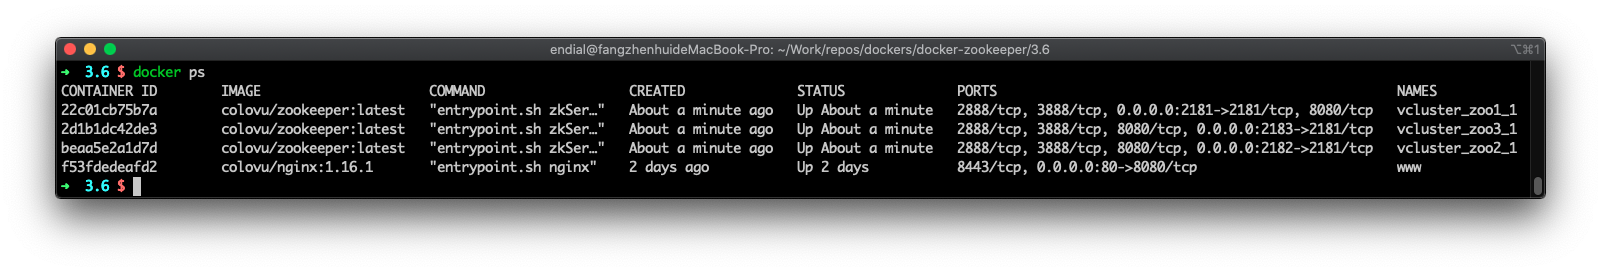 endial@fangzhenhuideMacBook-Pro: ~/Work/repos/dockers/docker-zookeeper/3.6 ⌥⌘1
➜ 3.6 $ docker ps
CONTAINER ID IMAGE COMMAND CREATED STATUS PORTS NAMES
22c01cb75b7a colovu/zookeeper:latest "entrypoint.sh zkSer…" About a minute ago Up About a minute 2888/tcp, 3888/tcp, 0.0.0.0:2181->2181/tcp, 8080/tcp vcluster_zoo1_1
2d1b1dc42de3 colovu/zookeeper:latest "entrypoint.sh zkSer…" About a minute ago Up About a minute 2888/tcp, 3888/tcp, 8080/tcp, 0.0.0.0:2183->2181/tcp vcluster_zoo3_1
beaa5e2a1d7d colovu/zookeeper:latest "entrypoint.sh zkSer…" About a minute ago Up About a minute 2888/tcp, 3888/tcp, 8080/tcp, 0.0.0.0:2182->2181/tcp vcluster_zoo2_1
f53fdedeafd2 colovu/nginx:1.16.1 "entrypoint.sh nginx" 2 days ago Up 2 days 8443/tcp, 0.0.0.0:80->8080/tcp www
➜ 3.6 $